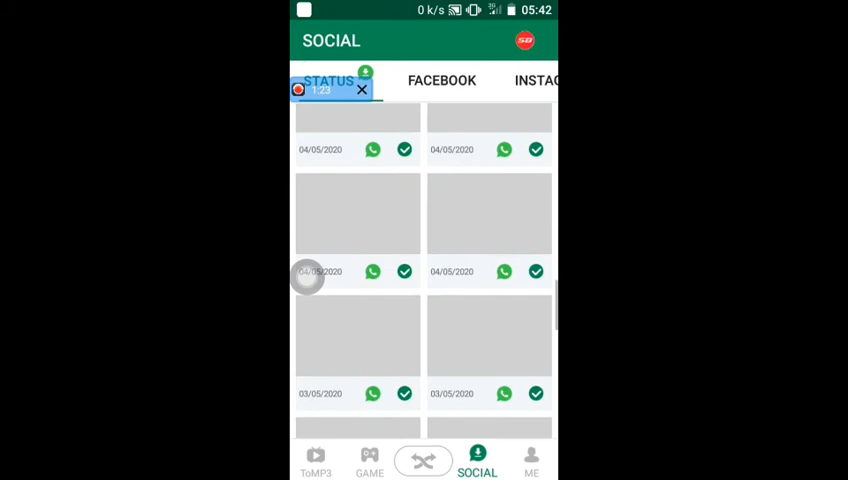 0 k/s 05:42
SOCIAL
SB
STATUS FACEBOOK INSTAG
1:23
04/05/2020 04/05/2020
04/05/2020 04/05/2020
03/05/2020 03/05/2020
ToMP3 GAME SOCIAL ME